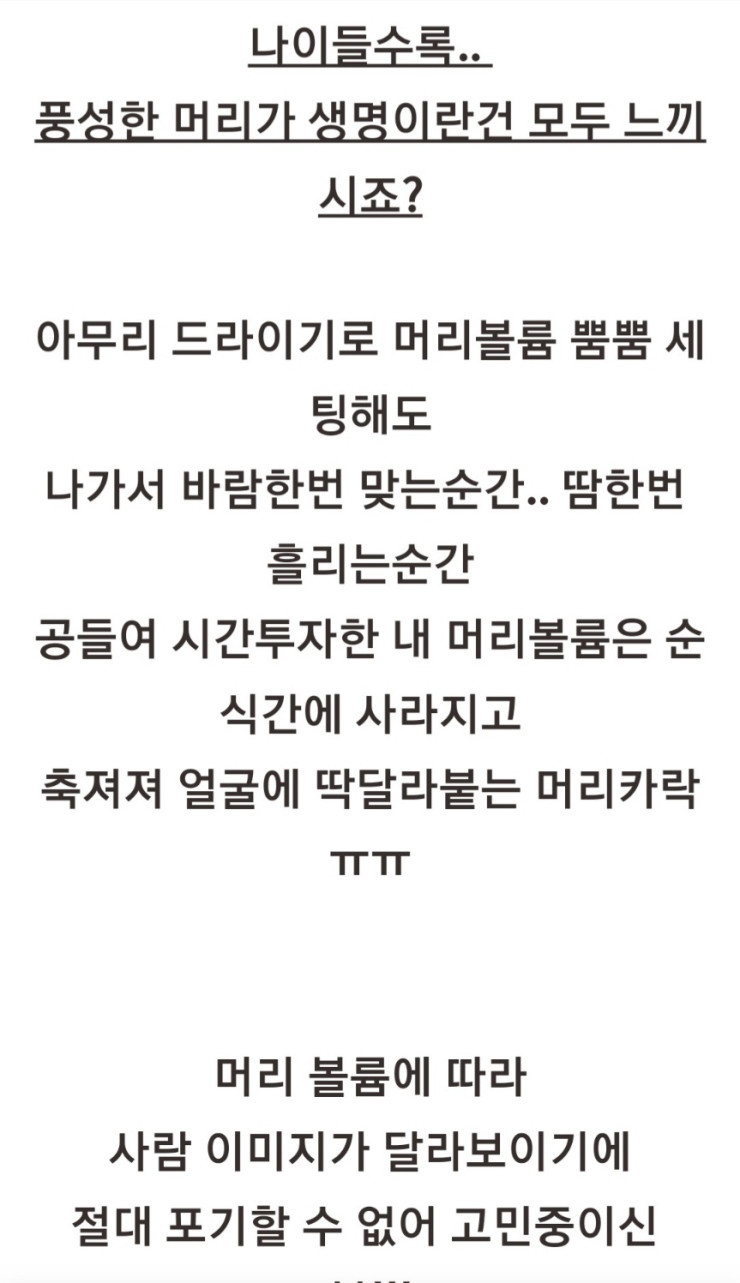 나이들수록..
풍성한 머리가 생명이란건 모두 느끼
시죠?
아무리 드라이기로 머리볼륨 뿜뿜 세
팅해도
나가서 바람한번 맞는순간.. 땀한번
흘리는순간
공들여 시간투자한 내 머리볼륨은 순
식간에 사라지고
축져져 얼굴에 딱달라붙는 머리카락
ㅠㅠ
머리 볼륨에 따라
사람 이미지가 달라보이기에
절대 포기할 수 없어 고민중이신